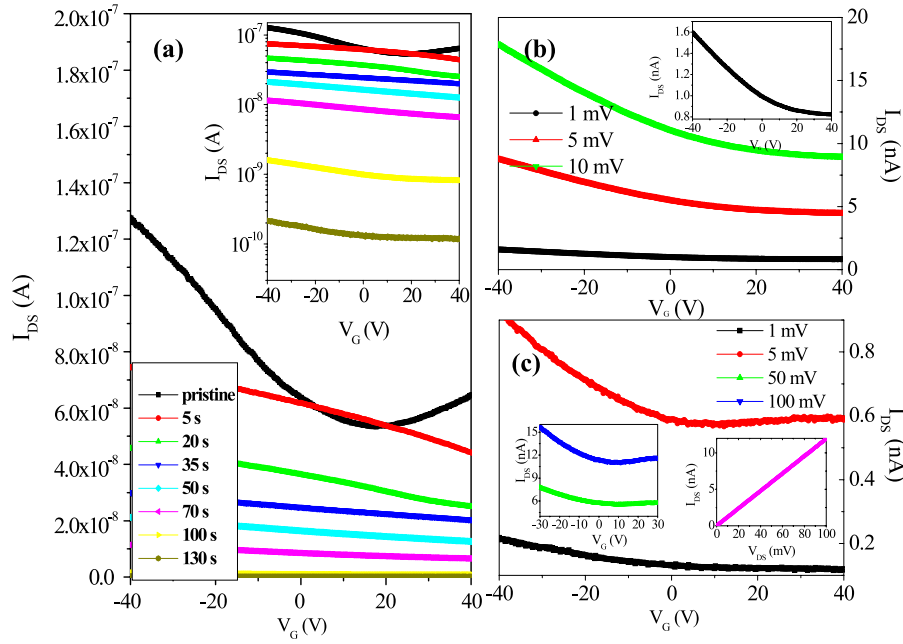 (a)
I_DS (A)
2.0x10^-7
1.8x10^-7
1.7x10^-7
1.5x10^-7
1.3x10^-7
1.2x10^-7
1.0x10^-7
8.0x10^-8
6.0x10^-8
4.0x10^-8
2.0x10^-8
0.0
-40 -20 0 20 40
V_G (V)
pristine
5 s
20 s
35 s
50 s
70 s
100 s
130 s
I_DS (A)
10^-7
10^-8
10^-9
10^-10
-40 -20 0 20 40
V_G (V)
(b)
1 mV
5 mV
10 mV
I_DS (nA)
1.6
1.4
1.2
1.0
0.8
-40 -20 0 20 40
20
15
10
5
0
I_DS (nA)
-40 -20 0 20 40
V_G (V)
(c)
1 mV
5 mV
50 mV
100 mV
I_DS (nA)
15
12
9
6
-30 -20 -10 0 10 20 30
V_G (V)
I_DS (nA)
10
5
0
0 20 40 60 80 100
V_DS (mV)
0.8
0.6
0.4
0.2
I_DS (nA)
-40 -20 0 20 40
V_G (V)